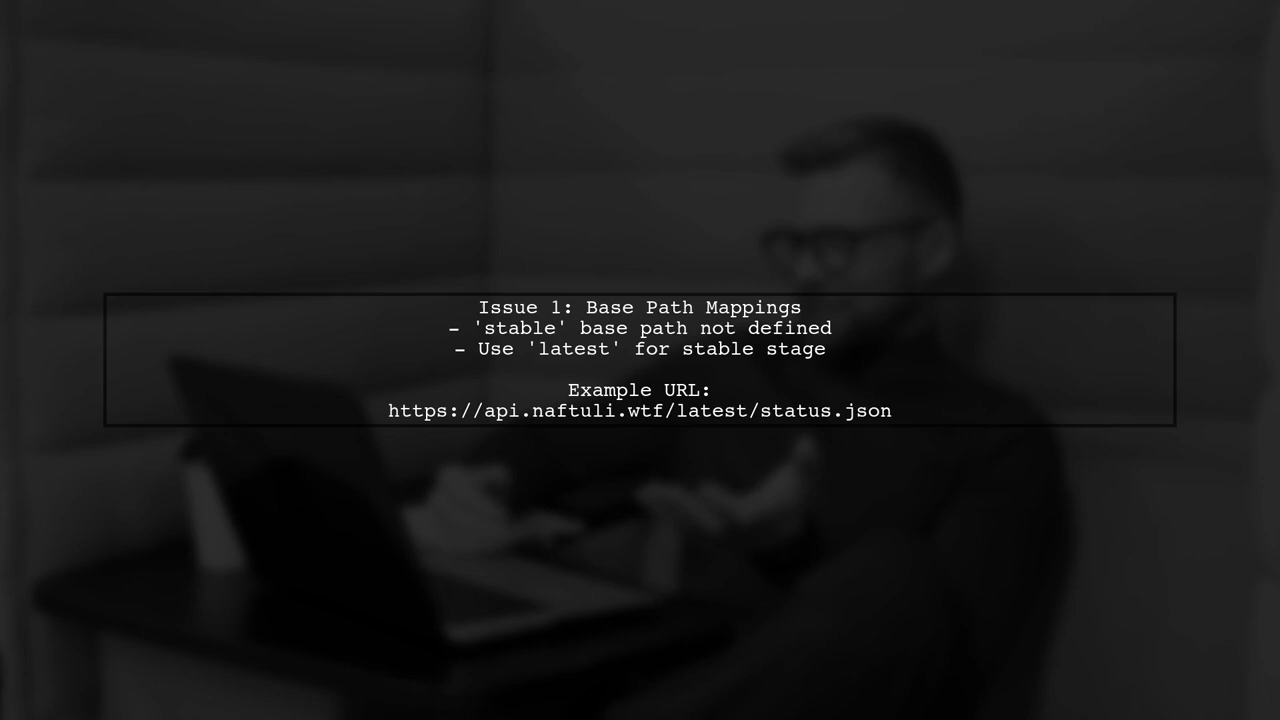 Issue 1: Base Path Mappings
- 'stable' base path not defined
- Use 'latest' for stable stage
Example URL:
https://api.naftuli.wtf/latest/status.json